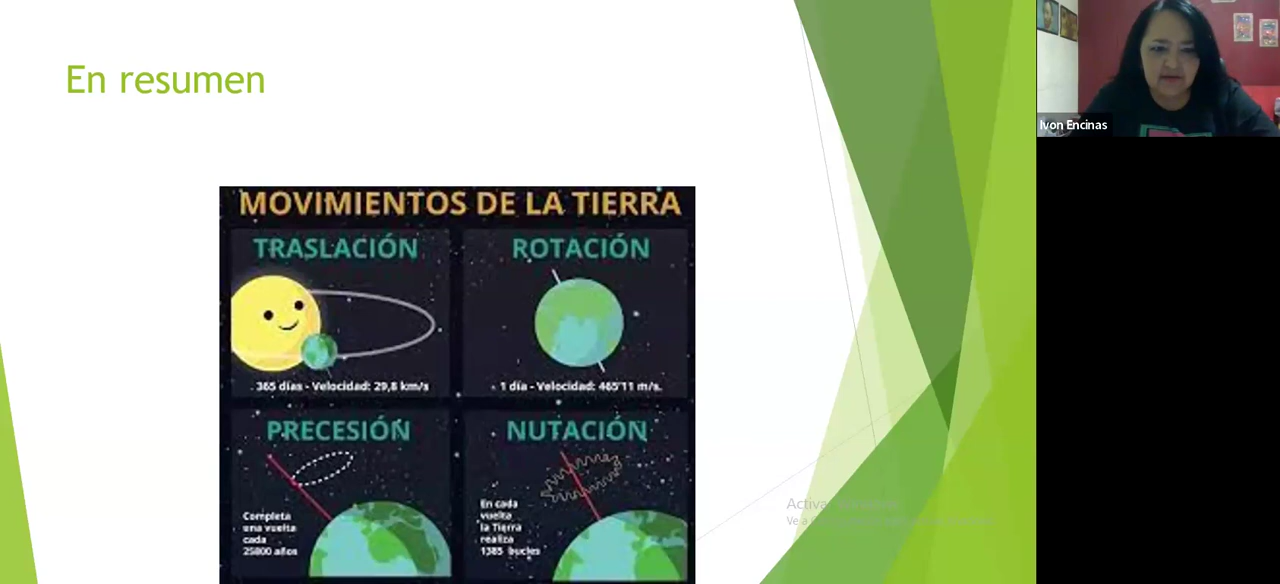 En resumen
MOVIMIENTOS DE LA TIERRA
TRASLACIÓN
365 días - Velocidad: 29,8 km/s
ROTACIÓN
1 día - Velocidad: 465'11 m/s.
PRECESIÓN
Completa
una vuelta
cada
25800 años
NUTACIÓN
En cada
vuelta
la Tierra
realiza
1385 bucles
Ivon Encinas